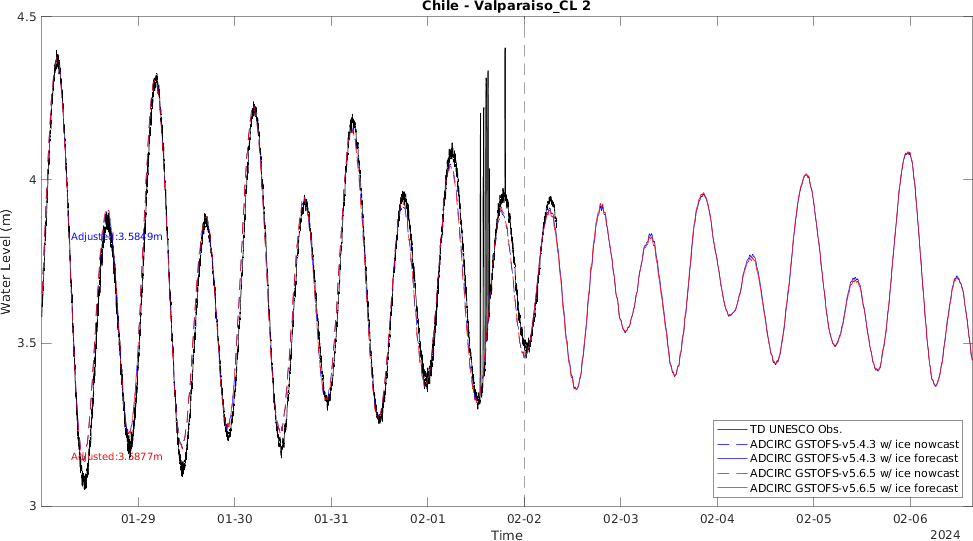 Chile - Valparaiso_CL 2
4.5
4
3.5
3
Water Level (m)
Adjusted:3.5849m
Adjusted:3.5877m
TD UNESCO Obs.
ADCIRC GSTOFS-v5.4.3 w/ ice nowcast
ADCIRC GSTOFS-v5.4.3 w/ ice forecast
ADCIRC GSTOFS-v5.6.5 w/ ice nowcast
ADCIRC GSTOFS-v5.6.5 w/ ice forecast
01-29 01-30 01-31 02-01 02-02 02-03 02-04 02-05 02-06
Time
2024